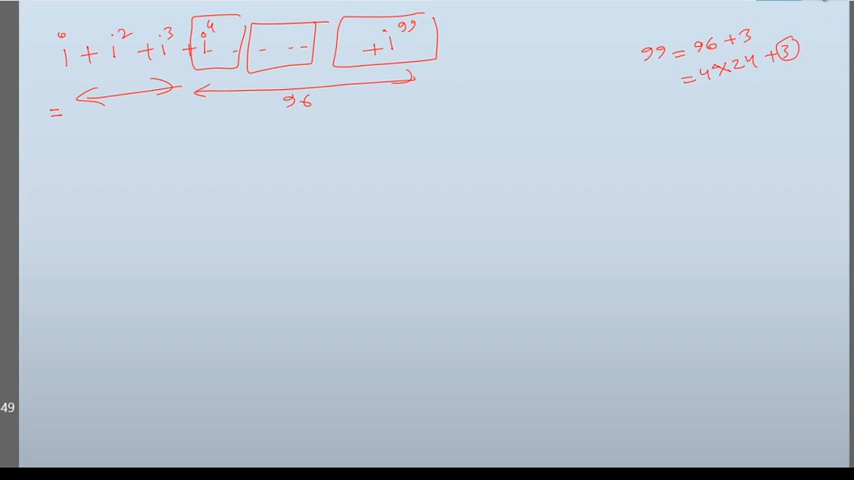 i + i² + i³ + i⁴ - - - - - + i⁹⁹
99 = 96 + 3
= 4 × 24 + 3
96
=
49